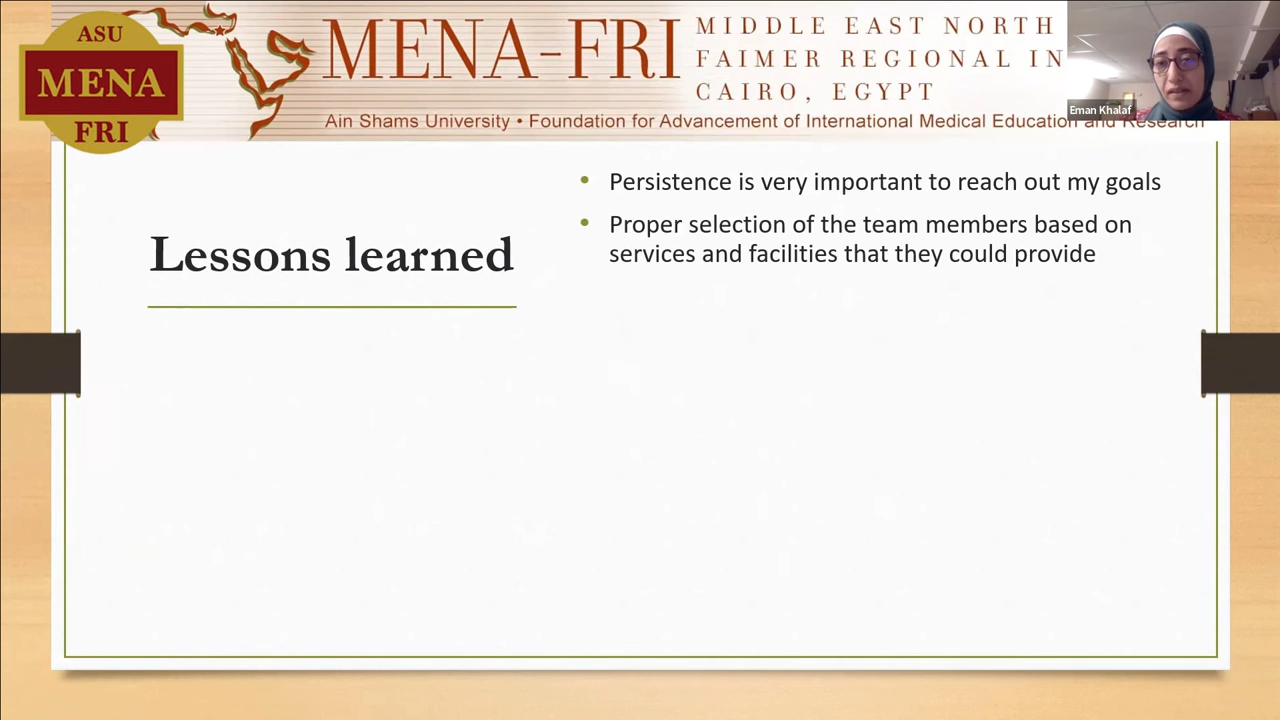 ASU
MENA
FRI
MENA-FRI
MIDDLE EAST NORTH
FAIMER REGIONAL IN
CAIRO, EGYPT
Ain Shams University • Foundation for Advancement of International Medical Education and Research
Eman Khalaf
Lessons learned
• Persistence is very important to reach out my goals
• Proper selection of the team members based on
services and facilities that they could provide